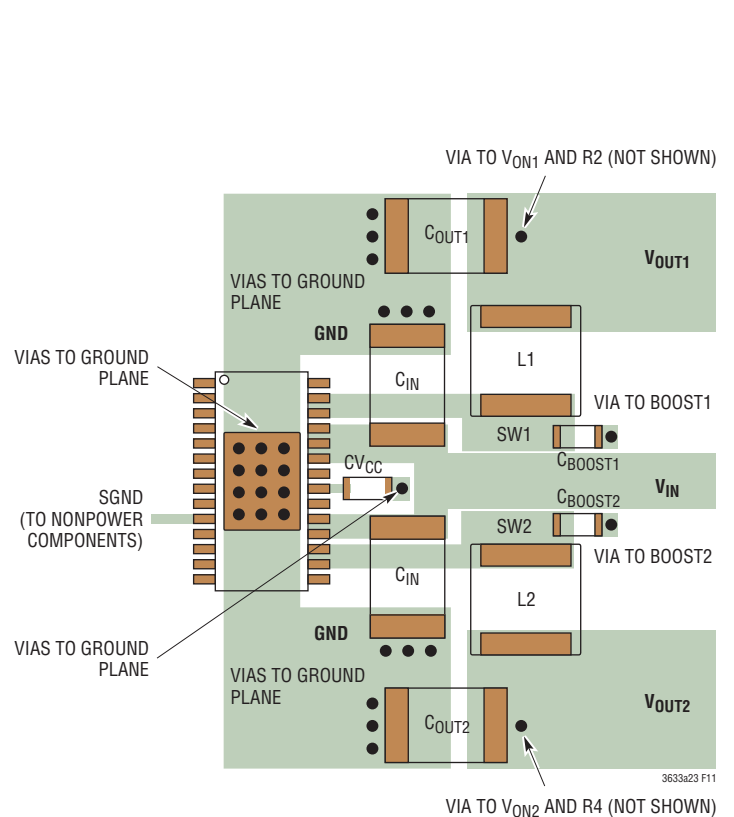 VIA TO VON1 AND R2 (NOT SHOWN)
COUT1
VOUT1
VIAS TO GROUND
PLANE
GND
VIAS TO GROUND
PLANE
L1
CIN
VIA TO BOOST1
SW1
CBOOST1
CVCC
VIN
SGND
(TO NONPOWER
COMPONENTS)
CBOOST2
SW2
VIA TO BOOST2
CIN
L2
GND
VIAS TO GROUND
PLANE
VIAS TO GROUND
PLANE
VOUT2
COUT2
3633a23 F11
VIA TO VON2 AND R4 (NOT SHOWN)